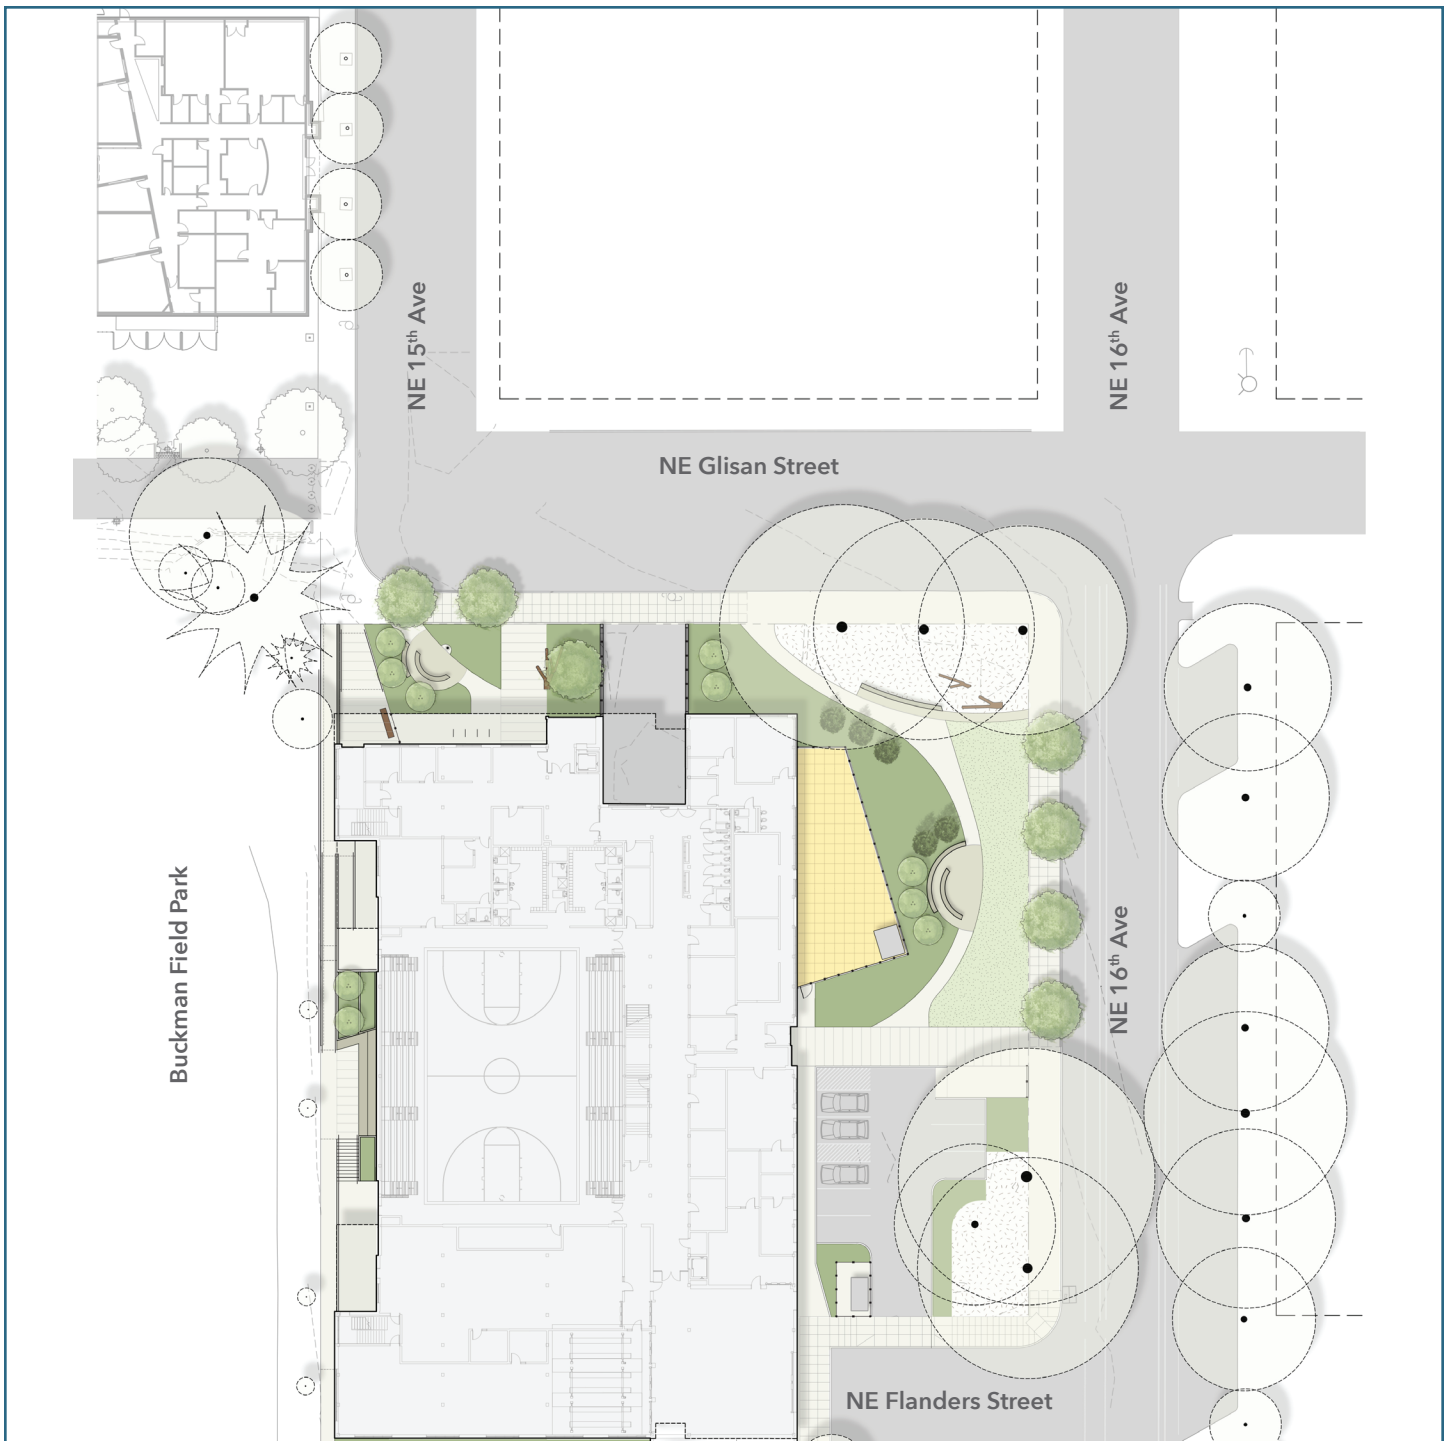 NE 15th Ave
NE 16th Ave
NE Glisan Street
Buckman Field Park
NE 16th Ave
NE Flanders Street